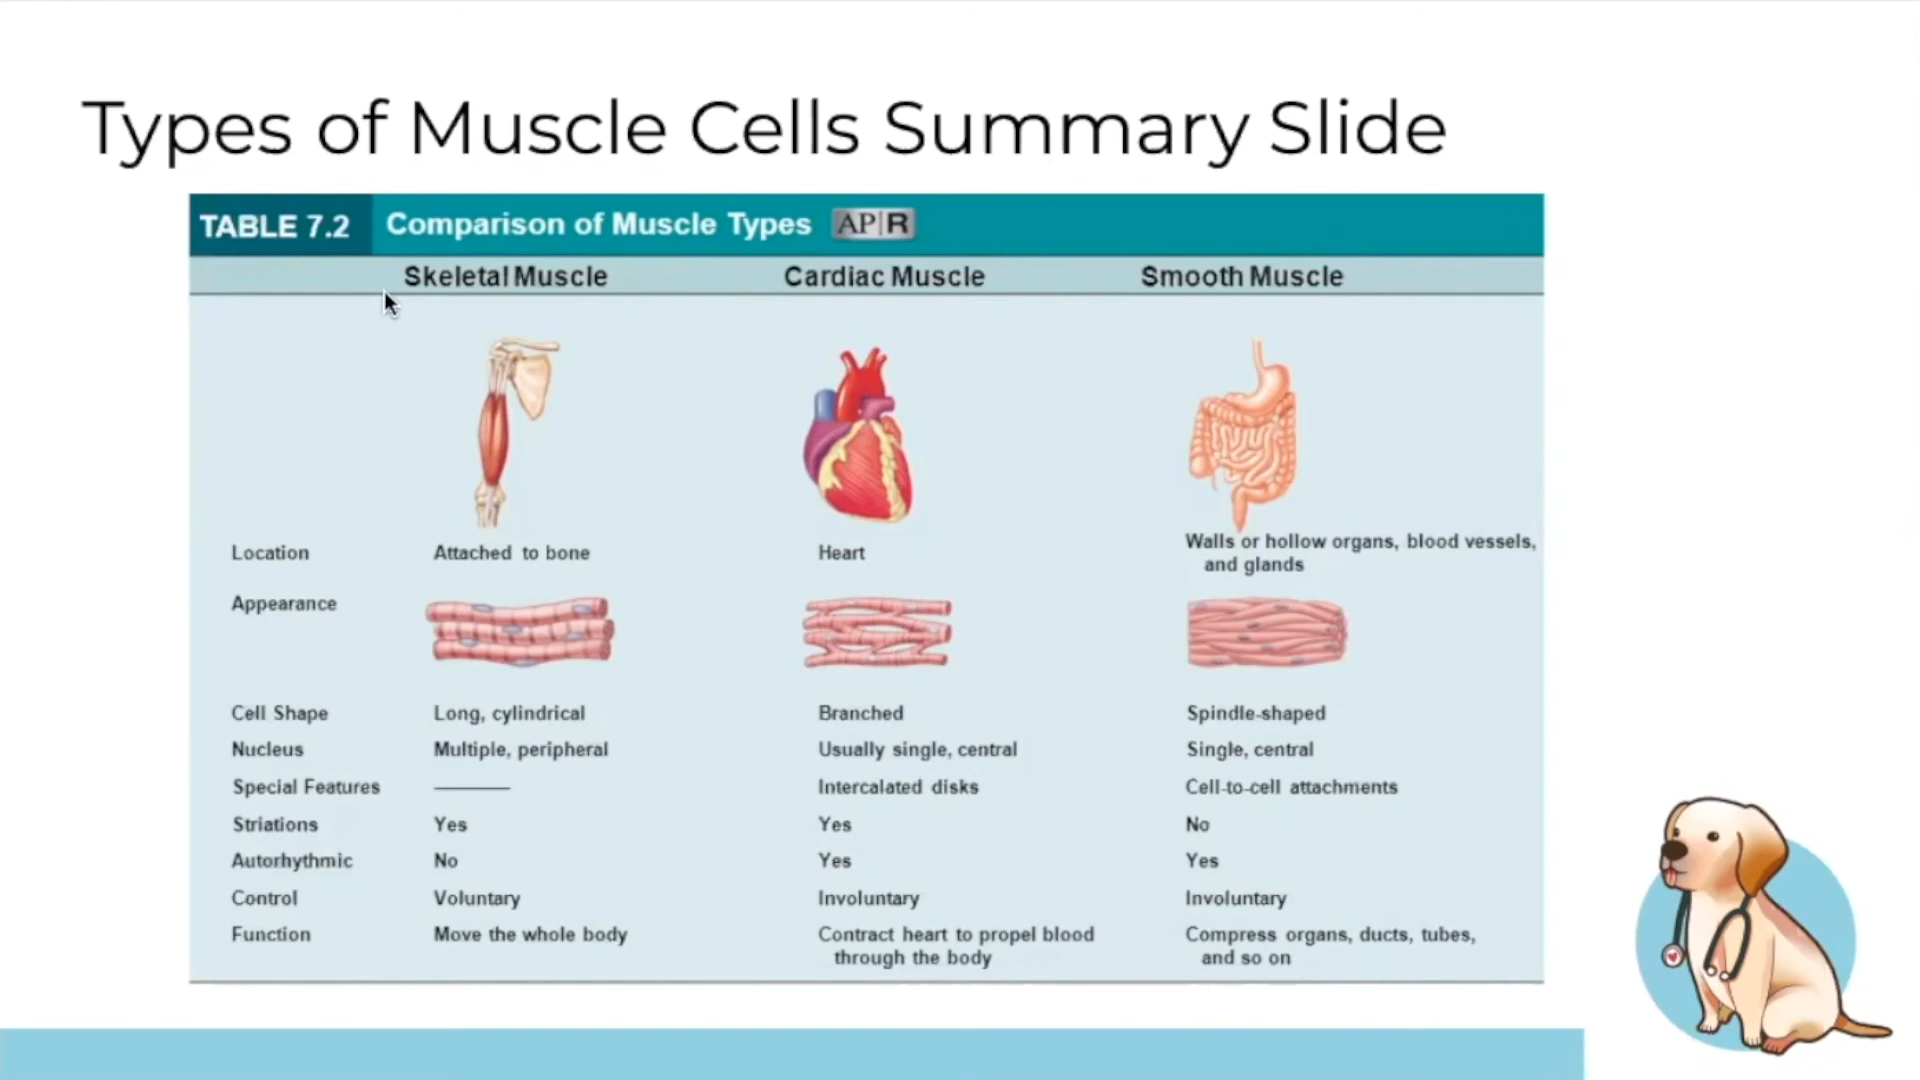 Types of Muscle Cells Summary Slide
TABLE 7.2 Comparison of Muscle Types AP|R
Skeletal Muscle Cardiac Muscle Smooth Muscle
Location Attached to bone Heart Walls or hollow organs, blood vessels,
and glands
Appearance
Cell Shape Long, cylindrical Branched Spindle-shaped
Nucleus Multiple, peripheral Usually single, central Single, central
Special Features Intercalated disks Cell-to-cell attachments
Striations Yes Yes No
Autorhythmic No Yes Yes
Control Voluntary Involuntary Involuntary
Function Move the whole body Contract heart to propel blood Compress organs, ducts, tubes,
through the body and so on